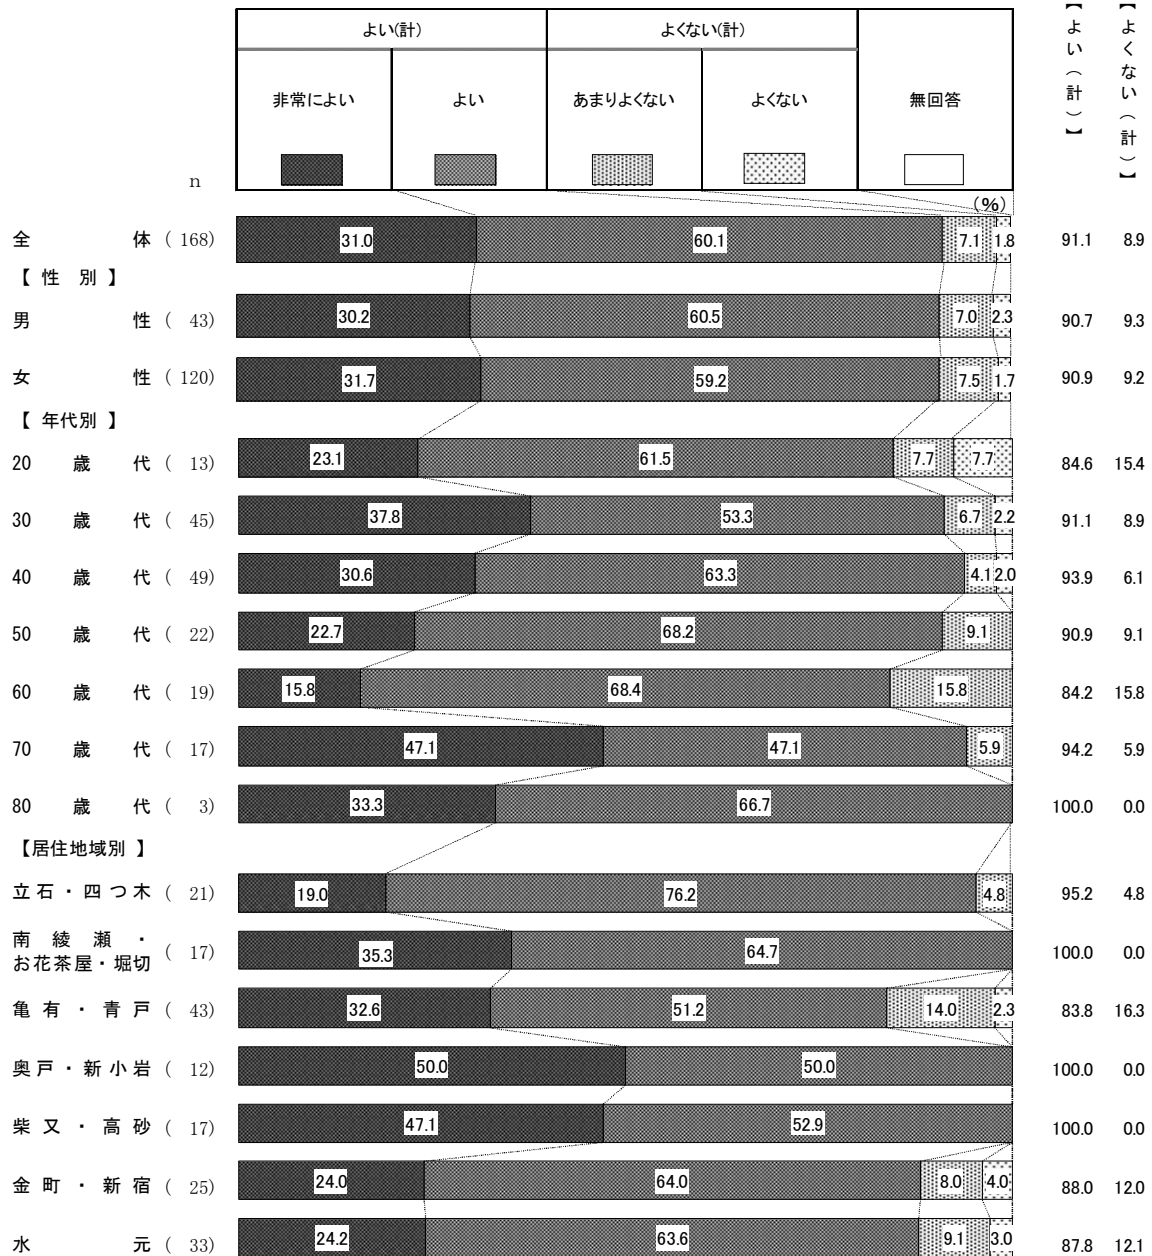 【よい（計）】
【よくない（計）】
よい(計) よくない(計)
非常によい よい あまりよくない よくない 無回答
n
(%)
全体 ( 168) 31.0 60.1 7.1 1.8 91.1 8.9
【 性 別 】
男性 ( 43) 30.2 60.5 7.0 2.3 90.7 9.3
女性 ( 120) 31.7 59.2 7.5 1.7 90.9 9.2
【 年代別 】
20 歳代 ( 13) 23.1 61.5 7.7 7.7 84.6 15.4
30 歳代 ( 45) 37.8 53.3 6.7 2.2 91.1 8.9
40 歳代 ( 49) 30.6 63.3 4.1 2.0 93.9 6.1
50 歳代 ( 22) 22.7 68.2 9.1 90.9 9.1
60 歳代 ( 19) 15.8 68.4 15.8 84.2 15.8
70 歳代 ( 17) 47.1 47.1 5.9 94.2 5.9
80 歳代 ( 3) 33.3 66.7 100.0 0.0
【居住地域別 】
立石・四つ木 ( 21) 19.0 76.2 4.8 95.2 4.8
南綾瀬・
お花茶屋・堀切 ( 17) 35.3 64.7 100.0 0.0
亀有・青戸 ( 43) 32.6 51.2 14.0 2.3 83.8 16.3
奥戸・新小岩 ( 12) 50.0 50.0 100.0 0.0
柴又・高砂 ( 17) 47.1 52.9 100.0 0.0
金町・新宿 ( 25) 24.0 64.0 8.0 4.0 88.0 12.0
水元 ( 33) 24.2 63.6 9.1 3.0 87.8 12.1